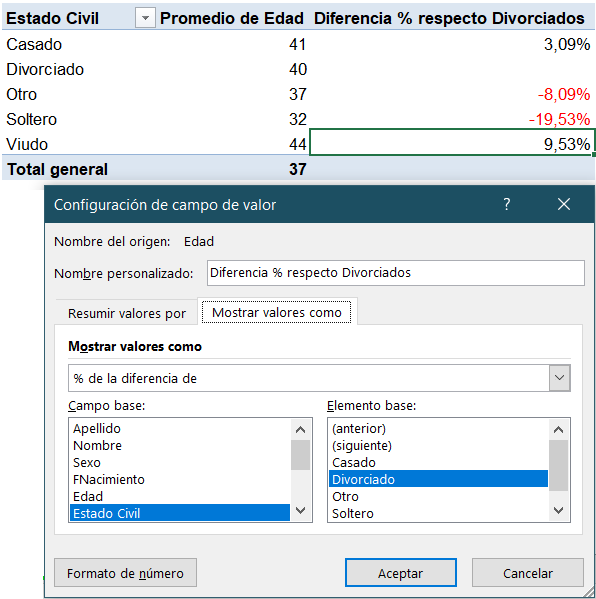 Estado Civil Promedio de Edad Diferencia % respecto Divorciados
Casado 41 3,09%
Divorciado 40
Otro 37 -8,09%
Soltero 32 -19,53%
Viudo 44 9,53%
Total general 37
Configuración de campo de valor ?
Nombre del origen: Edad
Nombre personalizado: Diferencia % respecto Divorciados
Resumir valores por Mostrar valores como
Mostrar valores como
% de la diferencia de
Campo base: Elemento base:
Apellido (anterior)
Nombre (siguiente)
Sexo Casado
FNacimiento Divorciado
Edad Otro
Estado Civil Soltero
Formato de número Aceptar Cancelar